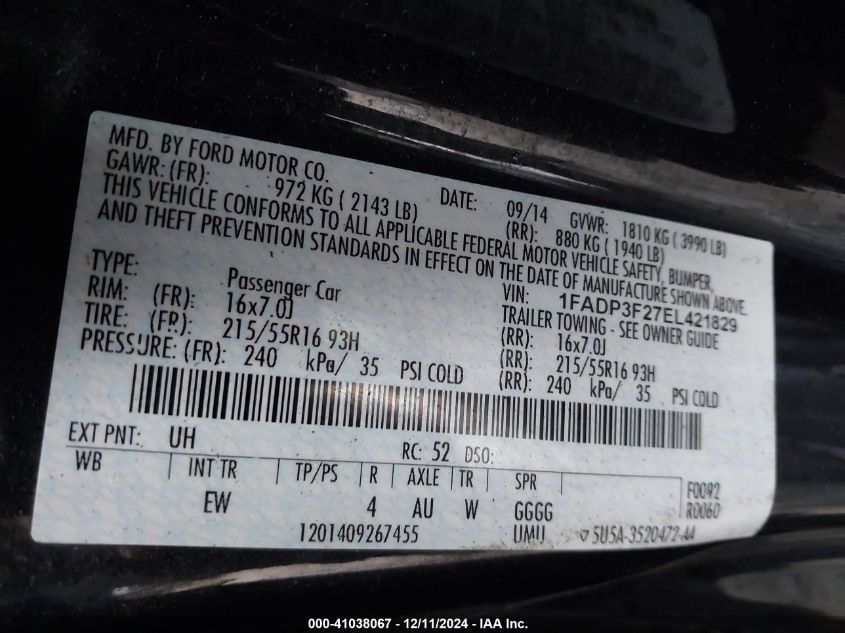 MFD. BY FORD MOTOR CO.
DATE: 09/14 GVWR: 1810 KG ( 3990 LB)
GAWR: (FR): 972 KG ( 2143 LB) (RR): 880 KG ( 1940 LB)
THIS VEHICLE CONFORMS TO ALL APPLICABLE FEDERAL MOTOR VEHICLE SAFETY, BUMPER,
AND THEFT PREVENTION STANDARDS IN EFFECT ON THE DATE OF MANUFACTURE SHOWN ABOVE.
VIN: 1FADP3F27EL421829
TYPE: Passenger Car TRAILER TOWING - SEE OWNER GUIDE
RIM: (FR): 16x7.0J (RR): 16x7.0J
TIRE: (FR): 215/55R16 93H (RR): 215/55R16 93H
PRESSURE: (FR): 240 kPa/ 35 PSI COLD (RR): 240 kPa/ 35 PSI COLD
EXT PNT: UH RC: 52 DSO:
WB INT TR TP/PS R AXLE TR SPR F0092
EW 4 AU W GGGG R0060
1201409267455 UMU ▽5U5A-3520472-AA
000-41038067 - 12/11/2024 - IAA Inc.